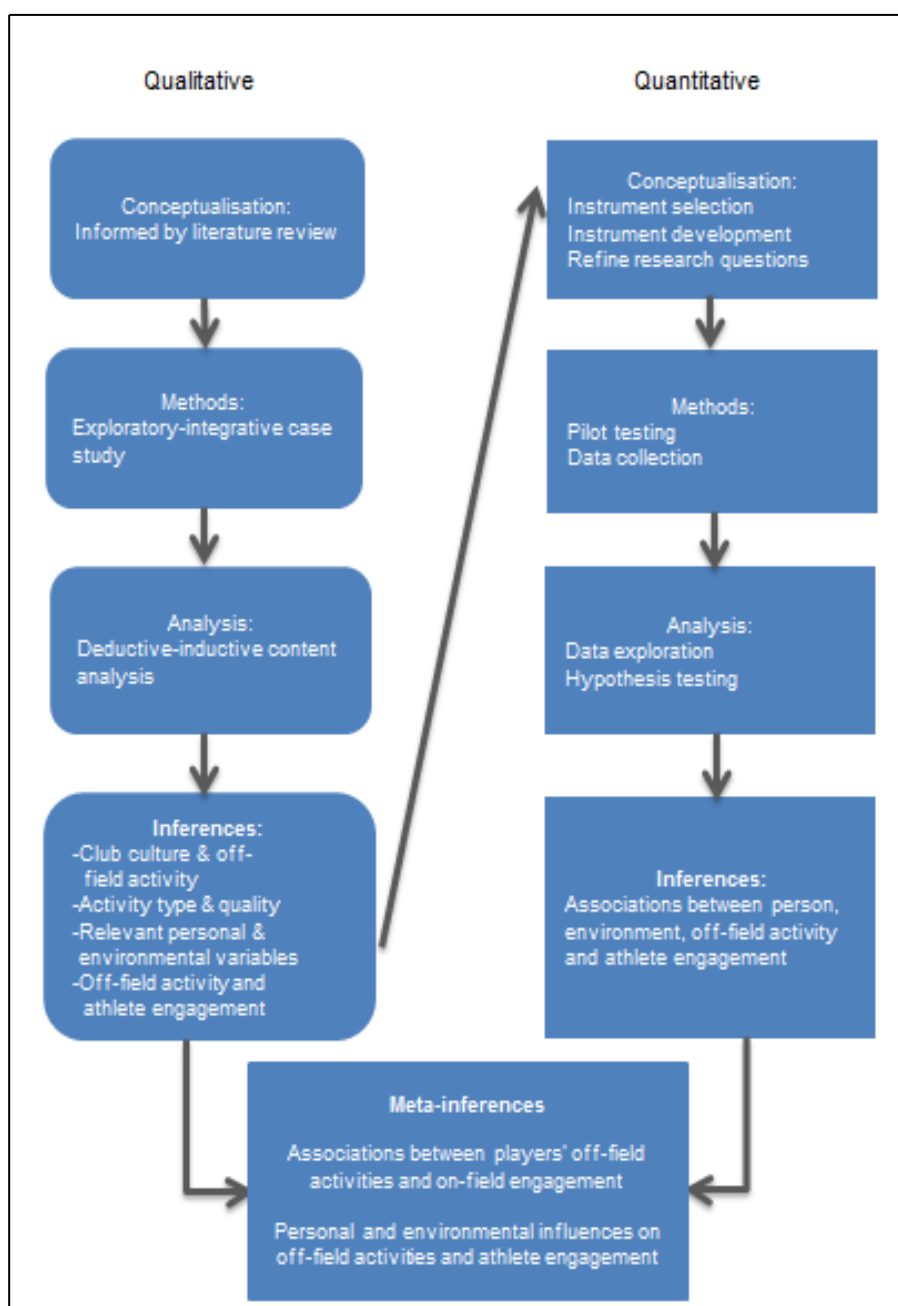 Qualitative
Conceptualisation:
Informed by literature review
Methods:
Exploratory-integrative case
study
Analysis:
Deductive-inductive content
analysis
Inferences:
-Club culture & off-
field activity
-Activity type & quality
-Relevant personal &
environmental variables
-Off-field activity and
athlete engagement
Quantitative
Conceptualisation:
Instrument selection
Instrument development
Refine research questions
Methods:
Pilot testing
Data collection
Analysis:
Data exploration
Hypothesis testing
Inferences:
Associations between person,
environment, off-field activity
and athlete engagement
Meta-inferences
Associations between players' off-field
activities and on-field engagement
Personal and environmental influences on
off-field activities and athlete engagement